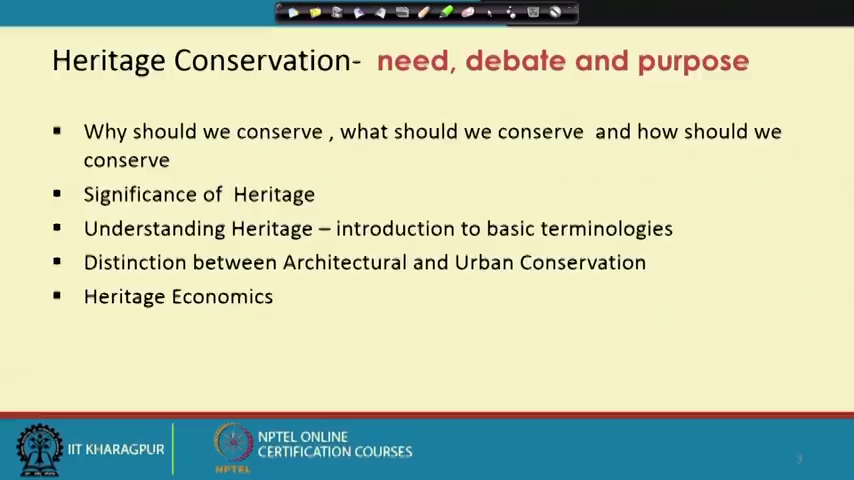 Heritage Conservation- need, debate and purpose
▪ Why should we conserve , what should we conserve and how should we
conserve
▪ Significance of Heritage
▪ Understanding Heritage – introduction to basic terminologies
▪ Distinction between Architectural and Urban Conservation
▪ Heritage Economics
IIT KHARAGPUR
NPTEL
NPTEL ONLINE
CERTIFICATION COURSES
3